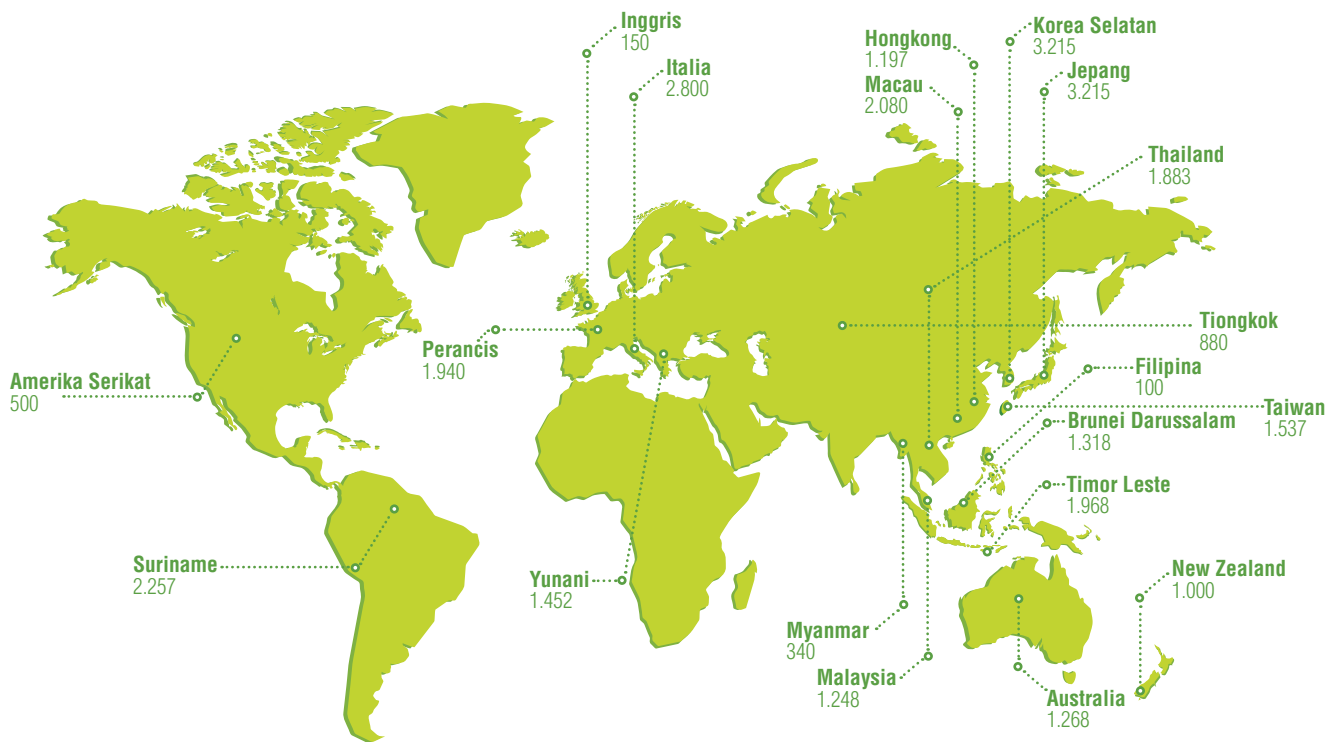 Inggris
150
Italia
2.800
Hongkong
1.197
Macau
2.080
Korea Selatan
3.215
Jepang
3.215
Thailand
1.883
Perancis
1.940
Tiongkok
880
Amerika Serikat
500
Filipina
100
Taiwan
1.537
Brunei Darussalam
1.318
Timor Leste
1.968
Suriname
2.257
Yunani
1.452
New Zealand
1.000
Myanmar
340
Malaysia
1.248
Australia
1.268